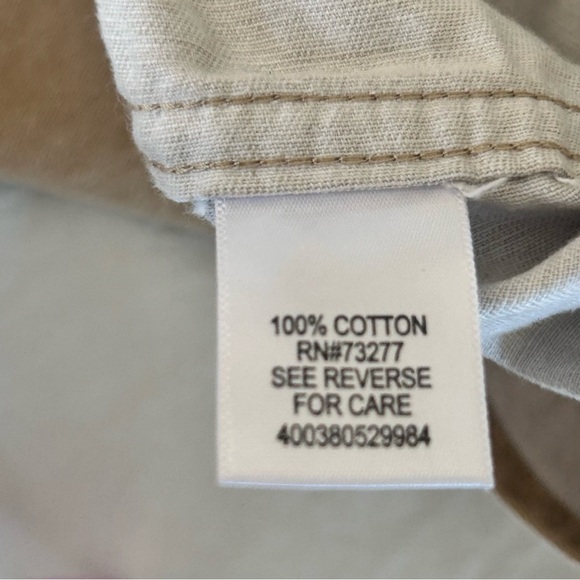 100% COTTON
RN#73277
SEE REVERSE
FOR CARE
400380529984